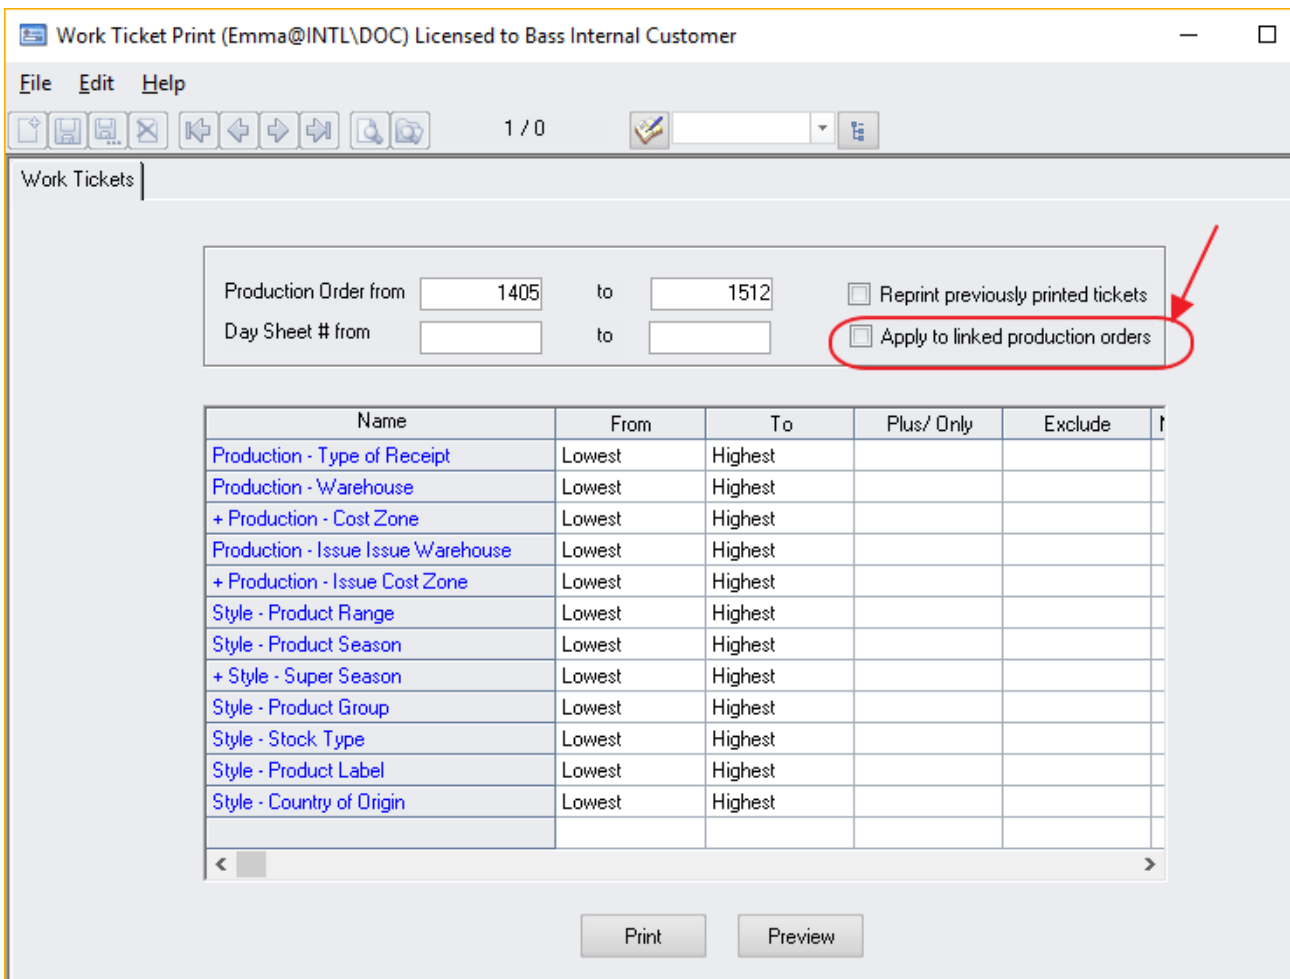 Work Ticket Print (Emma@INTL\DOC) Licensed to Bass Internal Customer
File Edit Help
1 / 0
Work Tickets
Production Order from 1405 to 1512 Reprint previously printed tickets
Day Sheet # from to Apply to linked production orders
Name From To Plus/ Only Exclude
Production - Type of Receipt Lowest Highest
Production - Warehouse Lowest Highest
+ Production - Cost Zone Lowest Highest
Production - Issue Issue Warehouse Lowest Highest
+ Production - Issue Cost Zone Lowest Highest
Style - Product Range Lowest Highest
Style - Product Season Lowest Highest
+ Style - Super Season Lowest Highest
Style - Product Group Lowest Highest
Style - Stock Type Lowest Highest
Style - Product Label Lowest Highest
Style - Country of Origin Lowest Highest
Print Preview